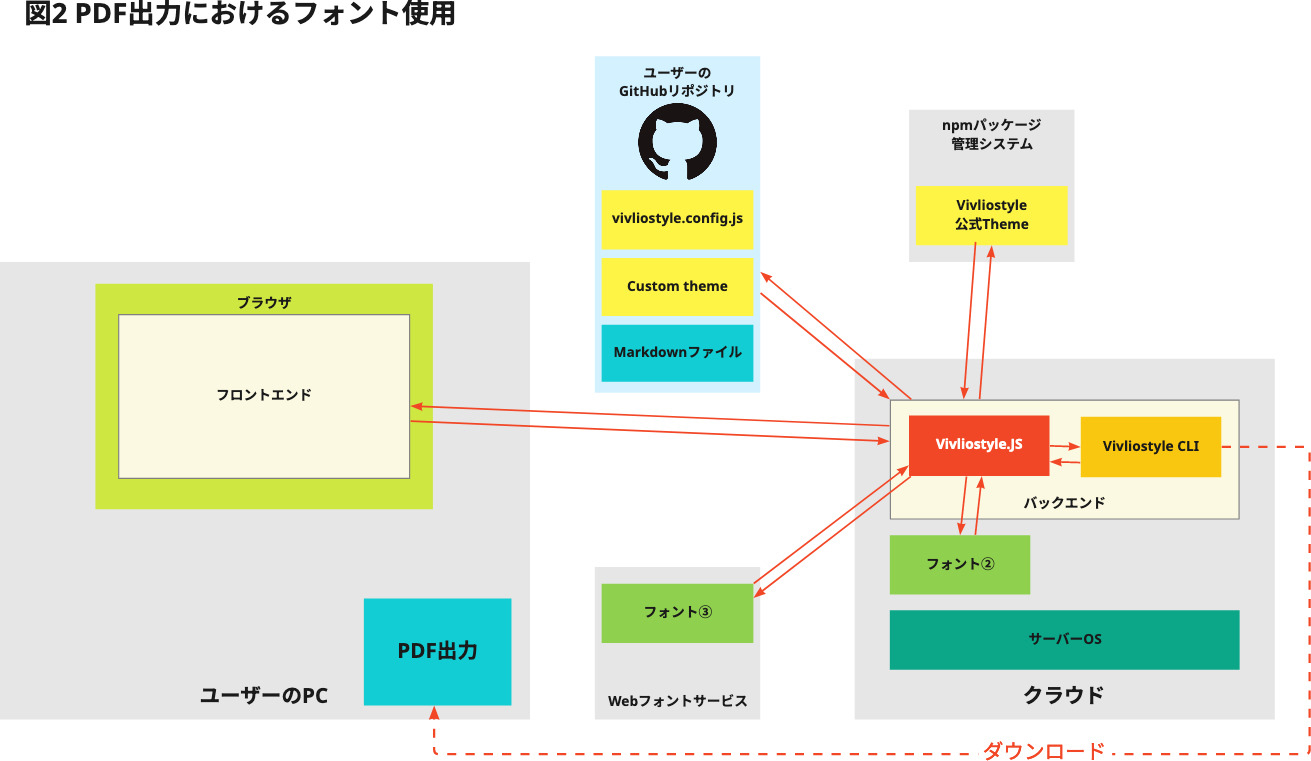 図2 PDF出力におけるフォント使用
ユーザーの
GitHubリポジトリ
vivliostyle.config.js
Custom theme
Markdownファイル
npmパッケージ
管理システム
Vivliostyle
公式Theme
ブラウザ
フロントエンド
PDF出力
ユーザーのPC
Vivliostyle.JS
Vivliostyle CLI
バックエンド
フォント②
サーバーOS
クラウド
フォント③
Webフォントサービス
ダウンロード